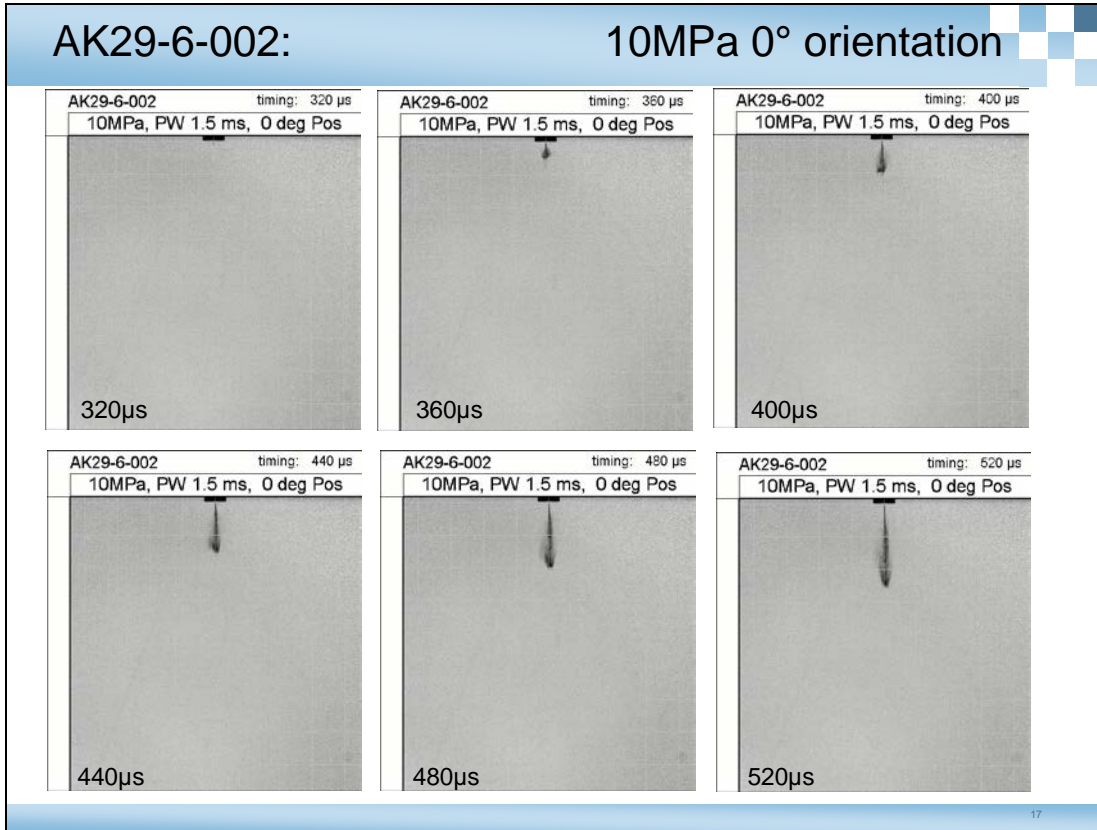 AK29-6-002: 10MPa 0° orientation
AK29-6-002 timing: 320 µs
10MPa, PW 1.5 ms, 0 deg Pos
320µs
AK29-6-002 timing: 360 µs
10MPa, PW 1.5 ms, 0 deg Pos
360µs
AK29-6-002 timing: 400 µs
10MPa, PW 1.5 ms, 0 deg Pos
400µs
AK29-6-002 timing: 440 µs
10MPa, PW 1.5 ms, 0 deg Pos
440µs
AK29-6-002 timing: 480 µs
10MPa, PW 1.5 ms, 0 deg Pos
480µs
AK29-6-002 timing: 520 µs
10MPa, PW 1.5 ms, 0 deg Pos
520µs
17